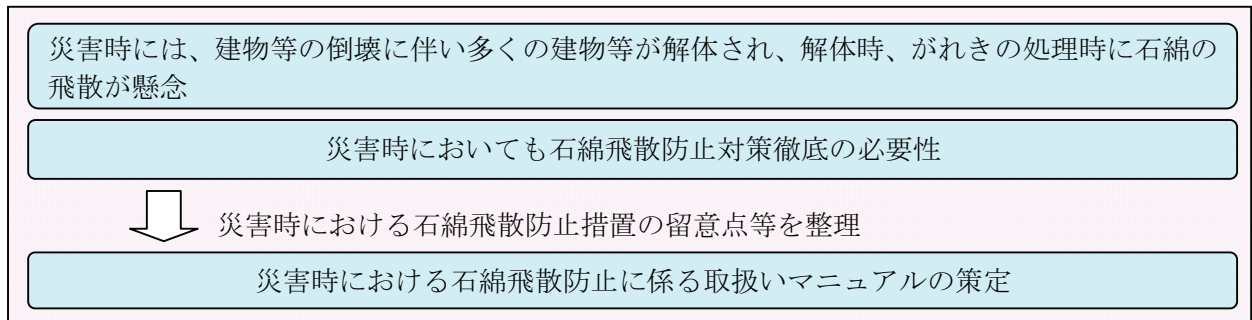 災害時には、建物等の倒壊に伴い多くの建物等が解体され、解体時、がれきの処理時に石綿の
飛散が懸念
災害時においても石綿飛散防止対策徹底の必要性
災害時における石綿飛散防止措置の留意点等を整理
災害時における石綿飛散防止に係る取扱いマニュアルの策定